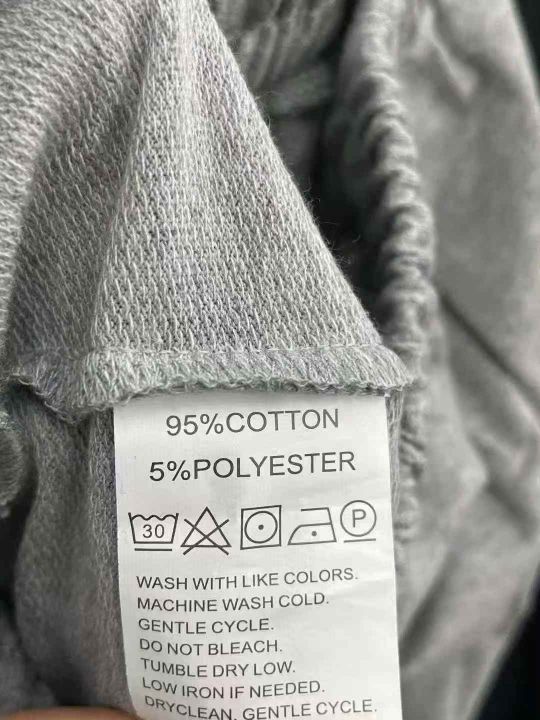 95%COTTON
5%POLYESTER
30 P
WASH WITH LIKE COLORS.
MACHINE WASH COLD.
GENTLE CYCLE.
DO NOT BLEACH.
TUMBLE DRY LOW.
LOW IRON IF NEEDED.
DRYCLEAN, GENTLE CYCLE.